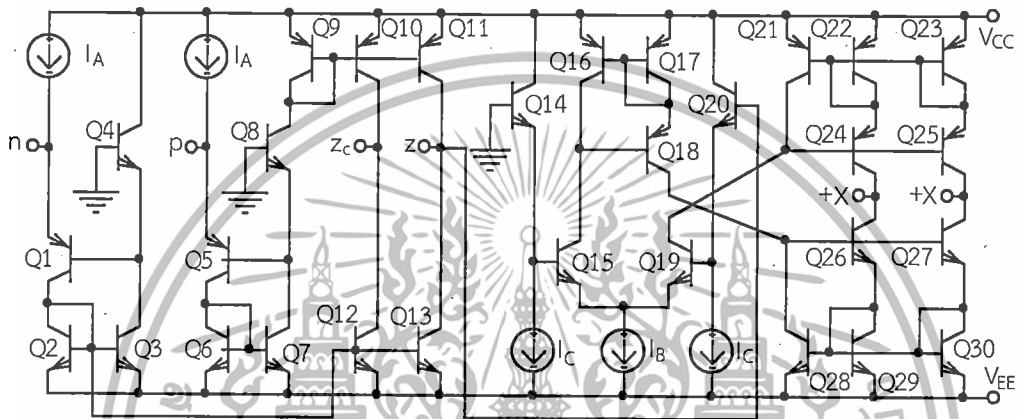 Q21 Q22 Q23
Q9 Q10 Q11
V_CC
I_A I_A
Q16 Q17
Q4 Q8 Q14 Q20
n p z_c z
Q18 Q24 Q25
+X +X
Q1 Q5 Q15 Q19 Q26 Q27
Q2 Q3 Q6 Q7 Q12 Q13
I_C I_B I_C
Q28 Q29 Q30
V_EE